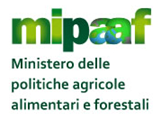 mipaaf
Ministero delle
politiche agricole
alimentari e forestali